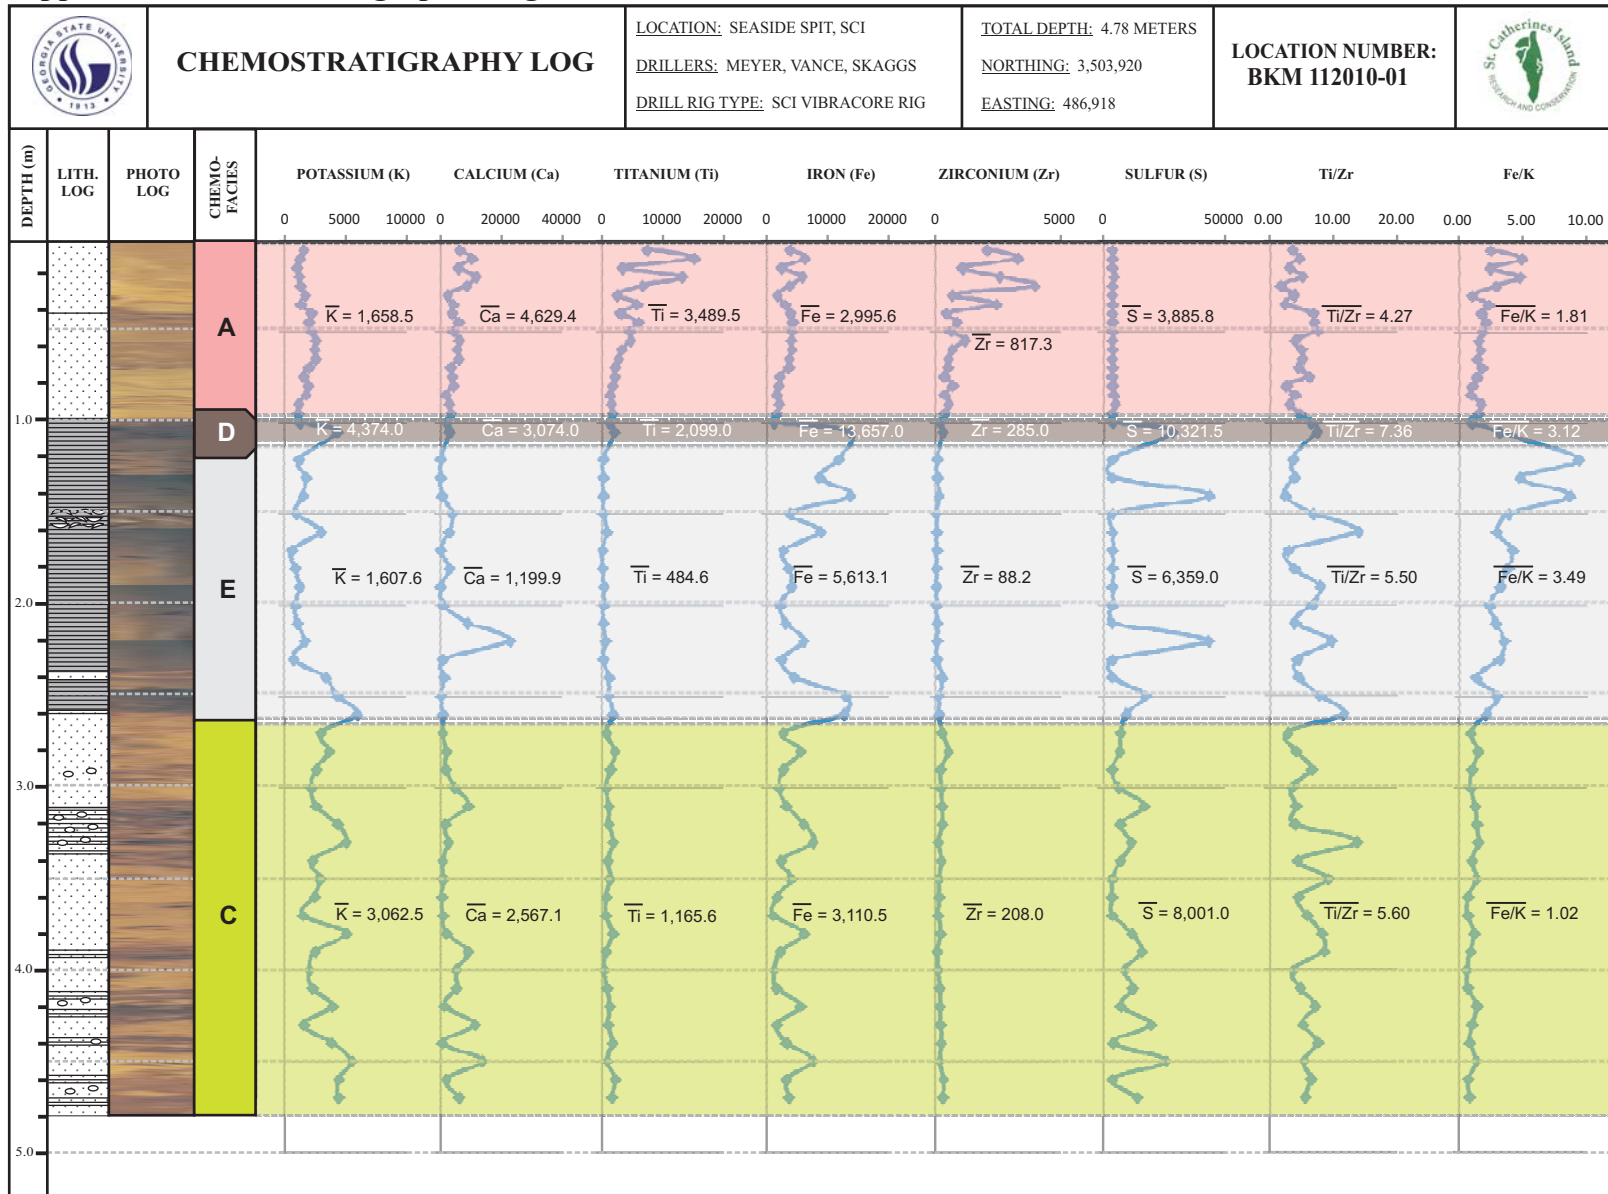 GEORGIA STATE UNIVERSITY
1913
CHEMOSTRATIGRAPHY LOG
LOCATION: SEASIDE SPIT, SCI
DRILLERS: MEYER, VANCE, SKAGGS
DRILL RIG TYPE: SCI VIBRACORE RIG
TOTAL DEPTH: 4.78 METERS
NORTHING: 3,503,920
EASTING: 486,918
LOCATION NUMBER:
BKM 112010-01
St. Catherines Island
RESEARCH AND CONSERVATION
DEPTH (m)
LITH.
LOG
PHOTO
LOG
CHEMO-
FACIES
POTASSIUM (K) CALCIUM (Ca) TITANIUM (Ti) IRON (Fe) ZIRCONIUM (Zr) SULFUR (S) Ti/Zr Fe/K
0 5000 10000 0 20000 40000 0 10000 20000 0 10000 20000 0 5000 0 50000 0.00 10.00 20.00 0.00 5.00 10.00
A
K = 1,658.5 Ca = 4,629.4 Ti = 3,489.5 Fe = 2,995.6 S = 3,885.8 Ti/Zr = 4.27 Fe/K = 1.81
Zr = 817.3
1.0
D
K = 4,374.0 Ca = 3,074.0 Ti = 2,099.0 Fe = 13,657.0 Zr = 285.0 S = 10,321.5 Ti/Zr = 7.36 Fe/K = 3.12
E
K = 1,607.6 Ca = 1,199.9 Ti = 484.6 Fe = 5,613.1 Zr = 88.2 S = 6,359.0 Ti/Zr = 5.50 Fe/K = 3.49
2.0
3.0
C
K = 3,062.5 Ca = 2,567.1 Ti = 1,165.6 Fe = 3,110.5 Zr = 208.0 S = 8,001.0 Ti/Zr = 5.60 Fe/K = 1.02
4.0
5.0